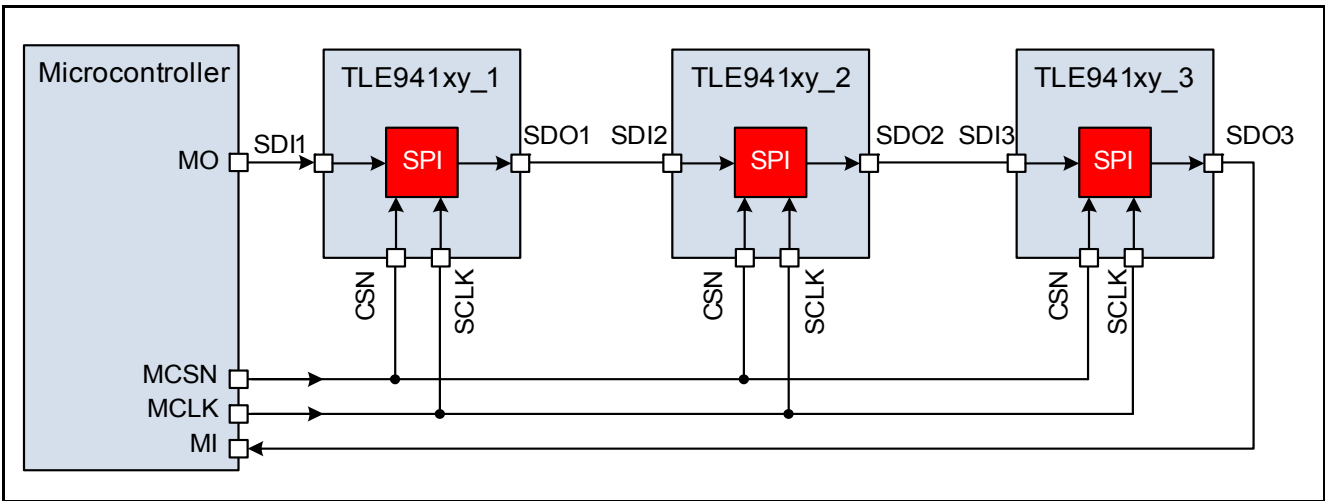 Microcontroller
TLE941xy_1
TLE941xy_2
TLE941xy_3
MO
SDI1
SPI
SDO1
SDI2
SPI
SDO2
SDI3
SPI
SDO3
CSN
SCLK
CSN
SCLK
CSN
SCLK
MCSN
MCLK
MI